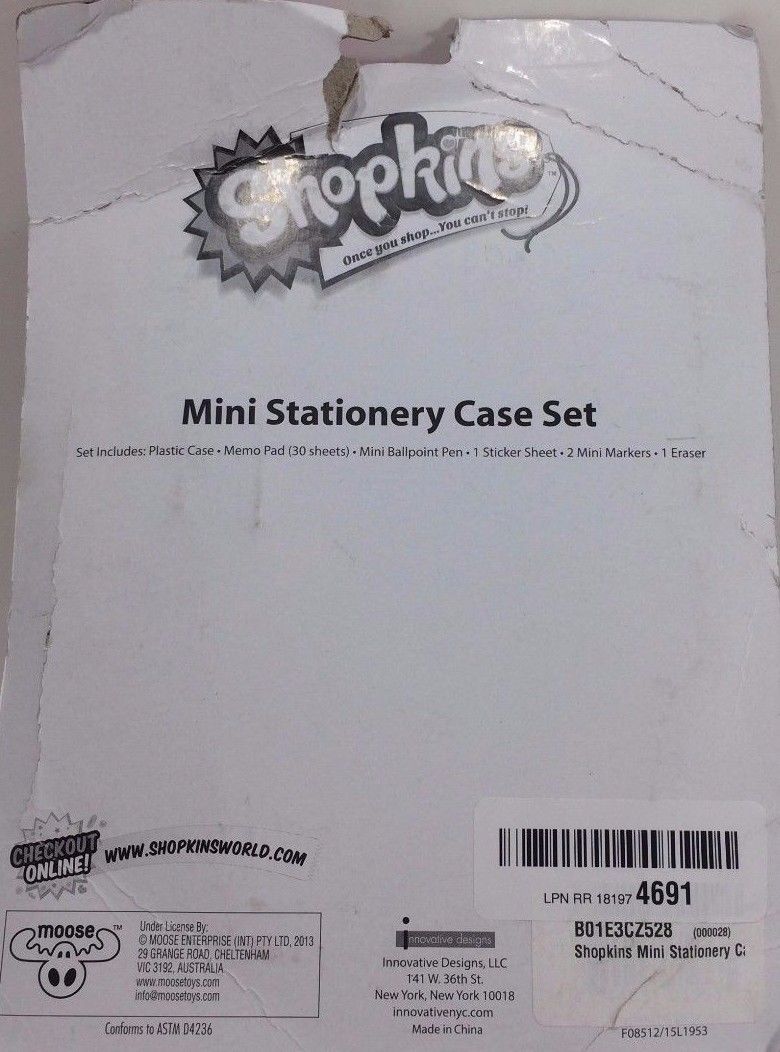 Shopkins
TM
Once you shop...You can't stop!
Mini Stationery Case Set
Set Includes: Plastic Case • Memo Pad (30 sheets) • Mini Ballpoint Pen • 1 Sticker Sheet • 2 Mini Markers • 1 Eraser
CHECKOUT
ONLINE!
WWW.SHOPKINSWORLD.COM
LPN RR 18197 4691
B01E3CZ528 (000028)
Shopkins Mini Stationery
moose TM
Under License By:
© MOOSE ENTERPRISE (INT) PTY LTD, 2013
29 GRANGE ROAD, CHELTENHAM
VIC 3192, AUSTRALIA
www.moosetoys.com
info@moosetoys.com
Conforms to ASTM D4236
innovative designs
Innovative Designs, LLC
141 W. 36th St.
New York, New York 10018
innovativenyc.com
Made in China
F08512/15L1953